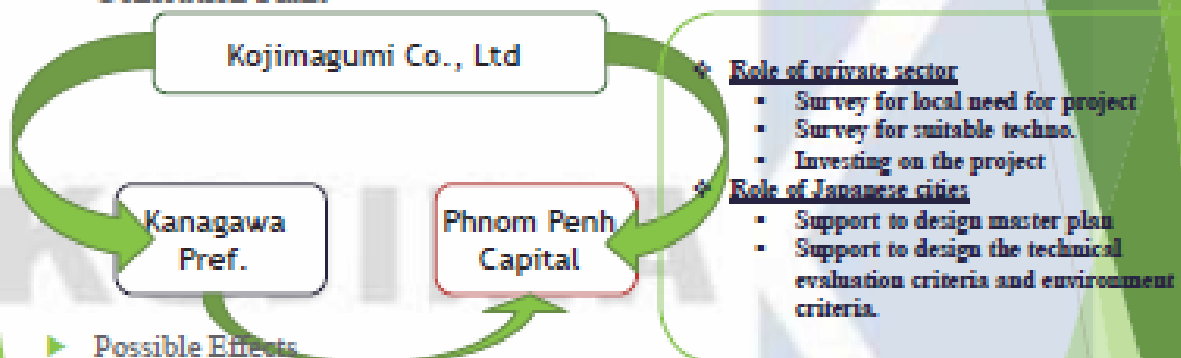 Kojimagumi Co., Ltd
Kanagawa
Pref.
Phnom Penh
Capital
Possible Effects
❖ Role of private sector
▪ Survey for local need for project
▪ Survey for suitable techno.
▪ Investing on the project
❖ Role of Japanese cities
▪ Support to design master plan
▪ Support to design the technical
evaluation criteria and environment
criteria.